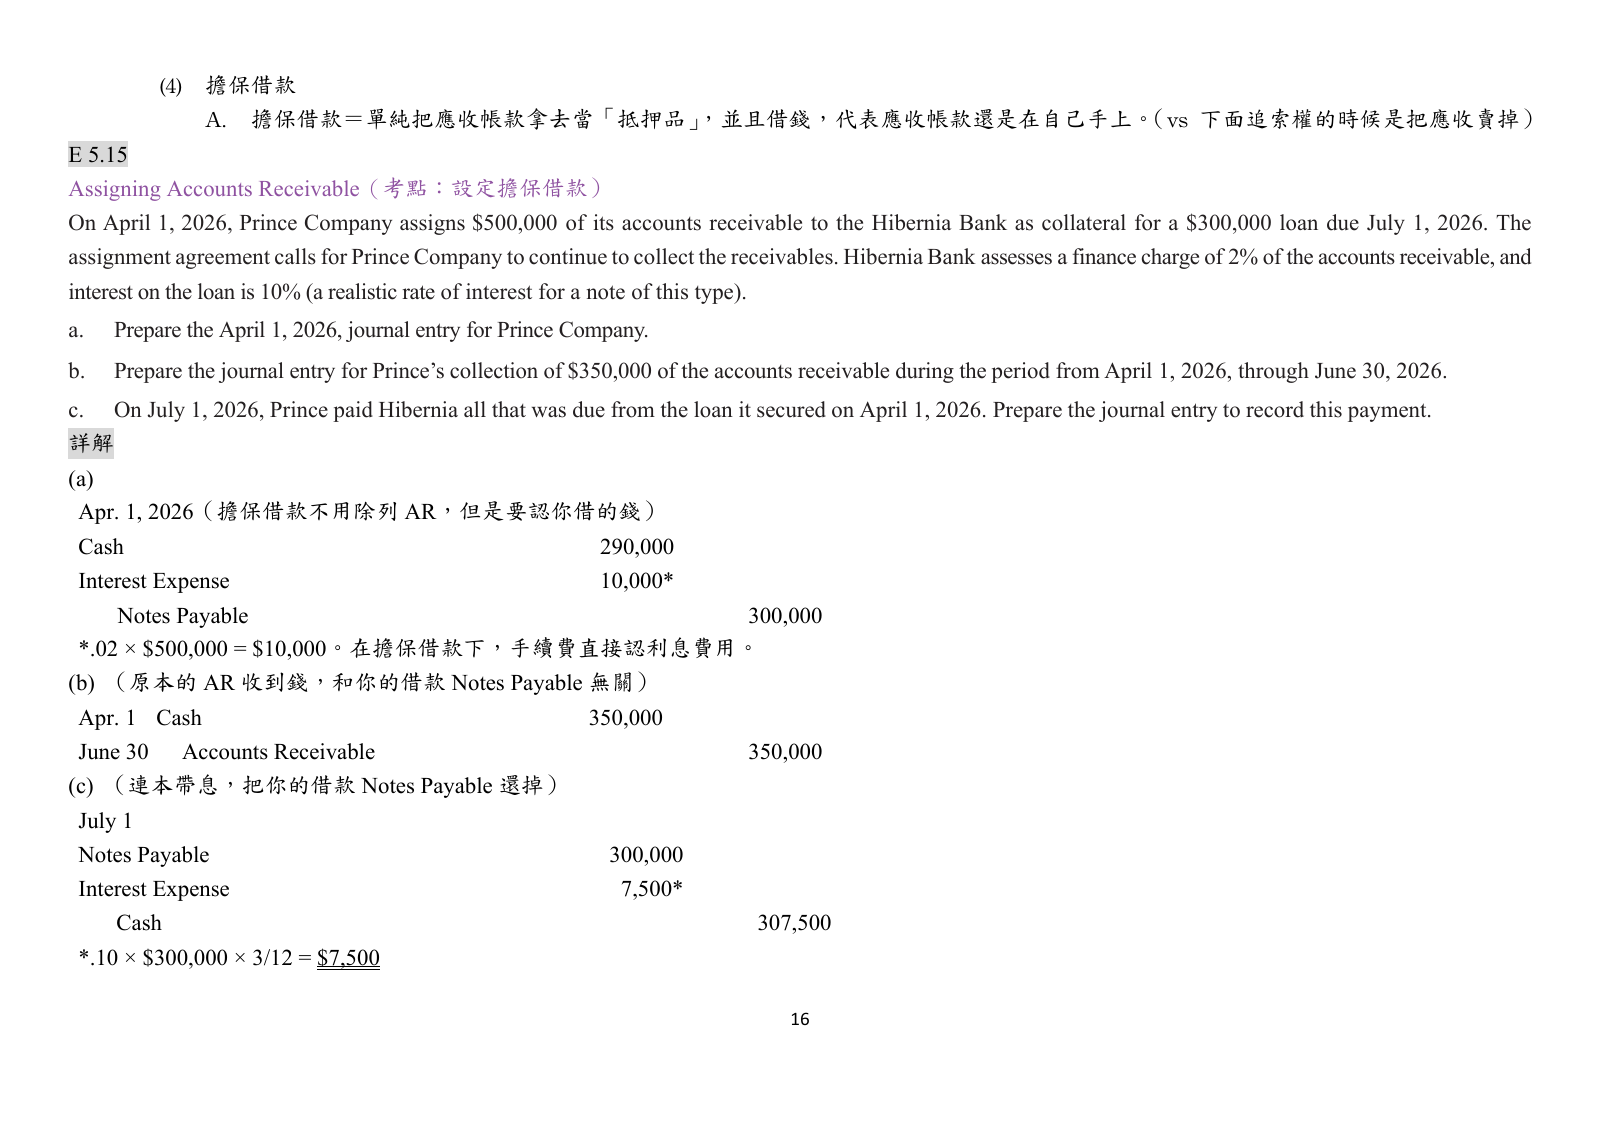 (4) 擔保借款
A. 擔保借款＝單純把應收帳款拿去當「抵押品」，並且借錢，代表應收帳款還是在自己手上。（vs 下面追索權的時候是把應收賣掉）
E 5.15
Assigning Accounts Receivable（考點：設定擔保借款）
On April 1, 2026, Prince Company assigns $500,000 of its accounts receivable to the Hibernia Bank as collateral for a $300,000 loan due July 1, 2026. The
assignment agreement calls for Prince Company to continue to collect the receivables. Hibernia Bank assesses a finance charge of 2% of the accounts receivable, and
interest on the loan is 10% (a realistic rate of interest for a note of this type).
a. Prepare the April 1, 2026, journal entry for Prince Company.
b. Prepare the journal entry for Prince’s collection of $350,000 of the accounts receivable during the period from April 1, 2026, through June 30, 2026.
c. On July 1, 2026, Prince paid Hibernia all that was due from the loan it secured on April 1, 2026. Prepare the journal entry to record this payment.
詳解
(a)
Apr. 1, 2026（擔保借款不用除列 AR，但是要認你借的錢）
Cash 290,000
Interest Expense 10,000*
Notes Payable 300,000
*.02 × $500,000 = $10,000。在擔保借款下，手續費直接認利息費用。
(b) （原本的 AR 收到錢，和你的借款 Notes Payable 無關）
Apr. 1 Cash 350,000
June 30 Accounts Receivable 350,000
(c) （連本帶息，把你的借款 Notes Payable 還掉）
July 1
Notes Payable 300,000
Interest Expense 7,500*
Cash 307,500
*.10 × $300,000 × 3/12 = $7,500
16